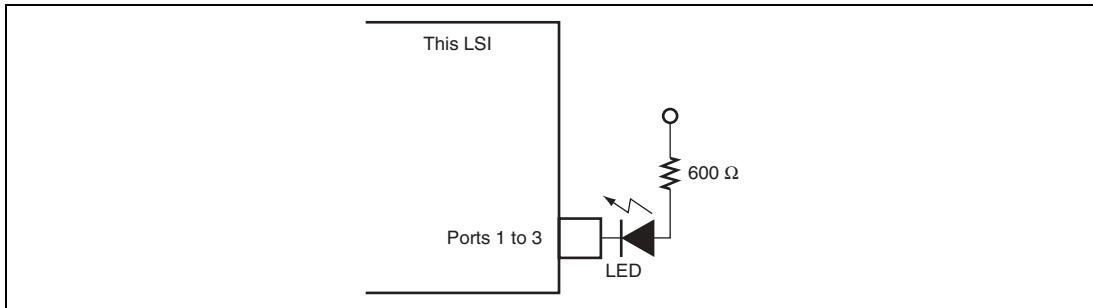 This LSI
600 Ω
Ports 1 to 3
LED